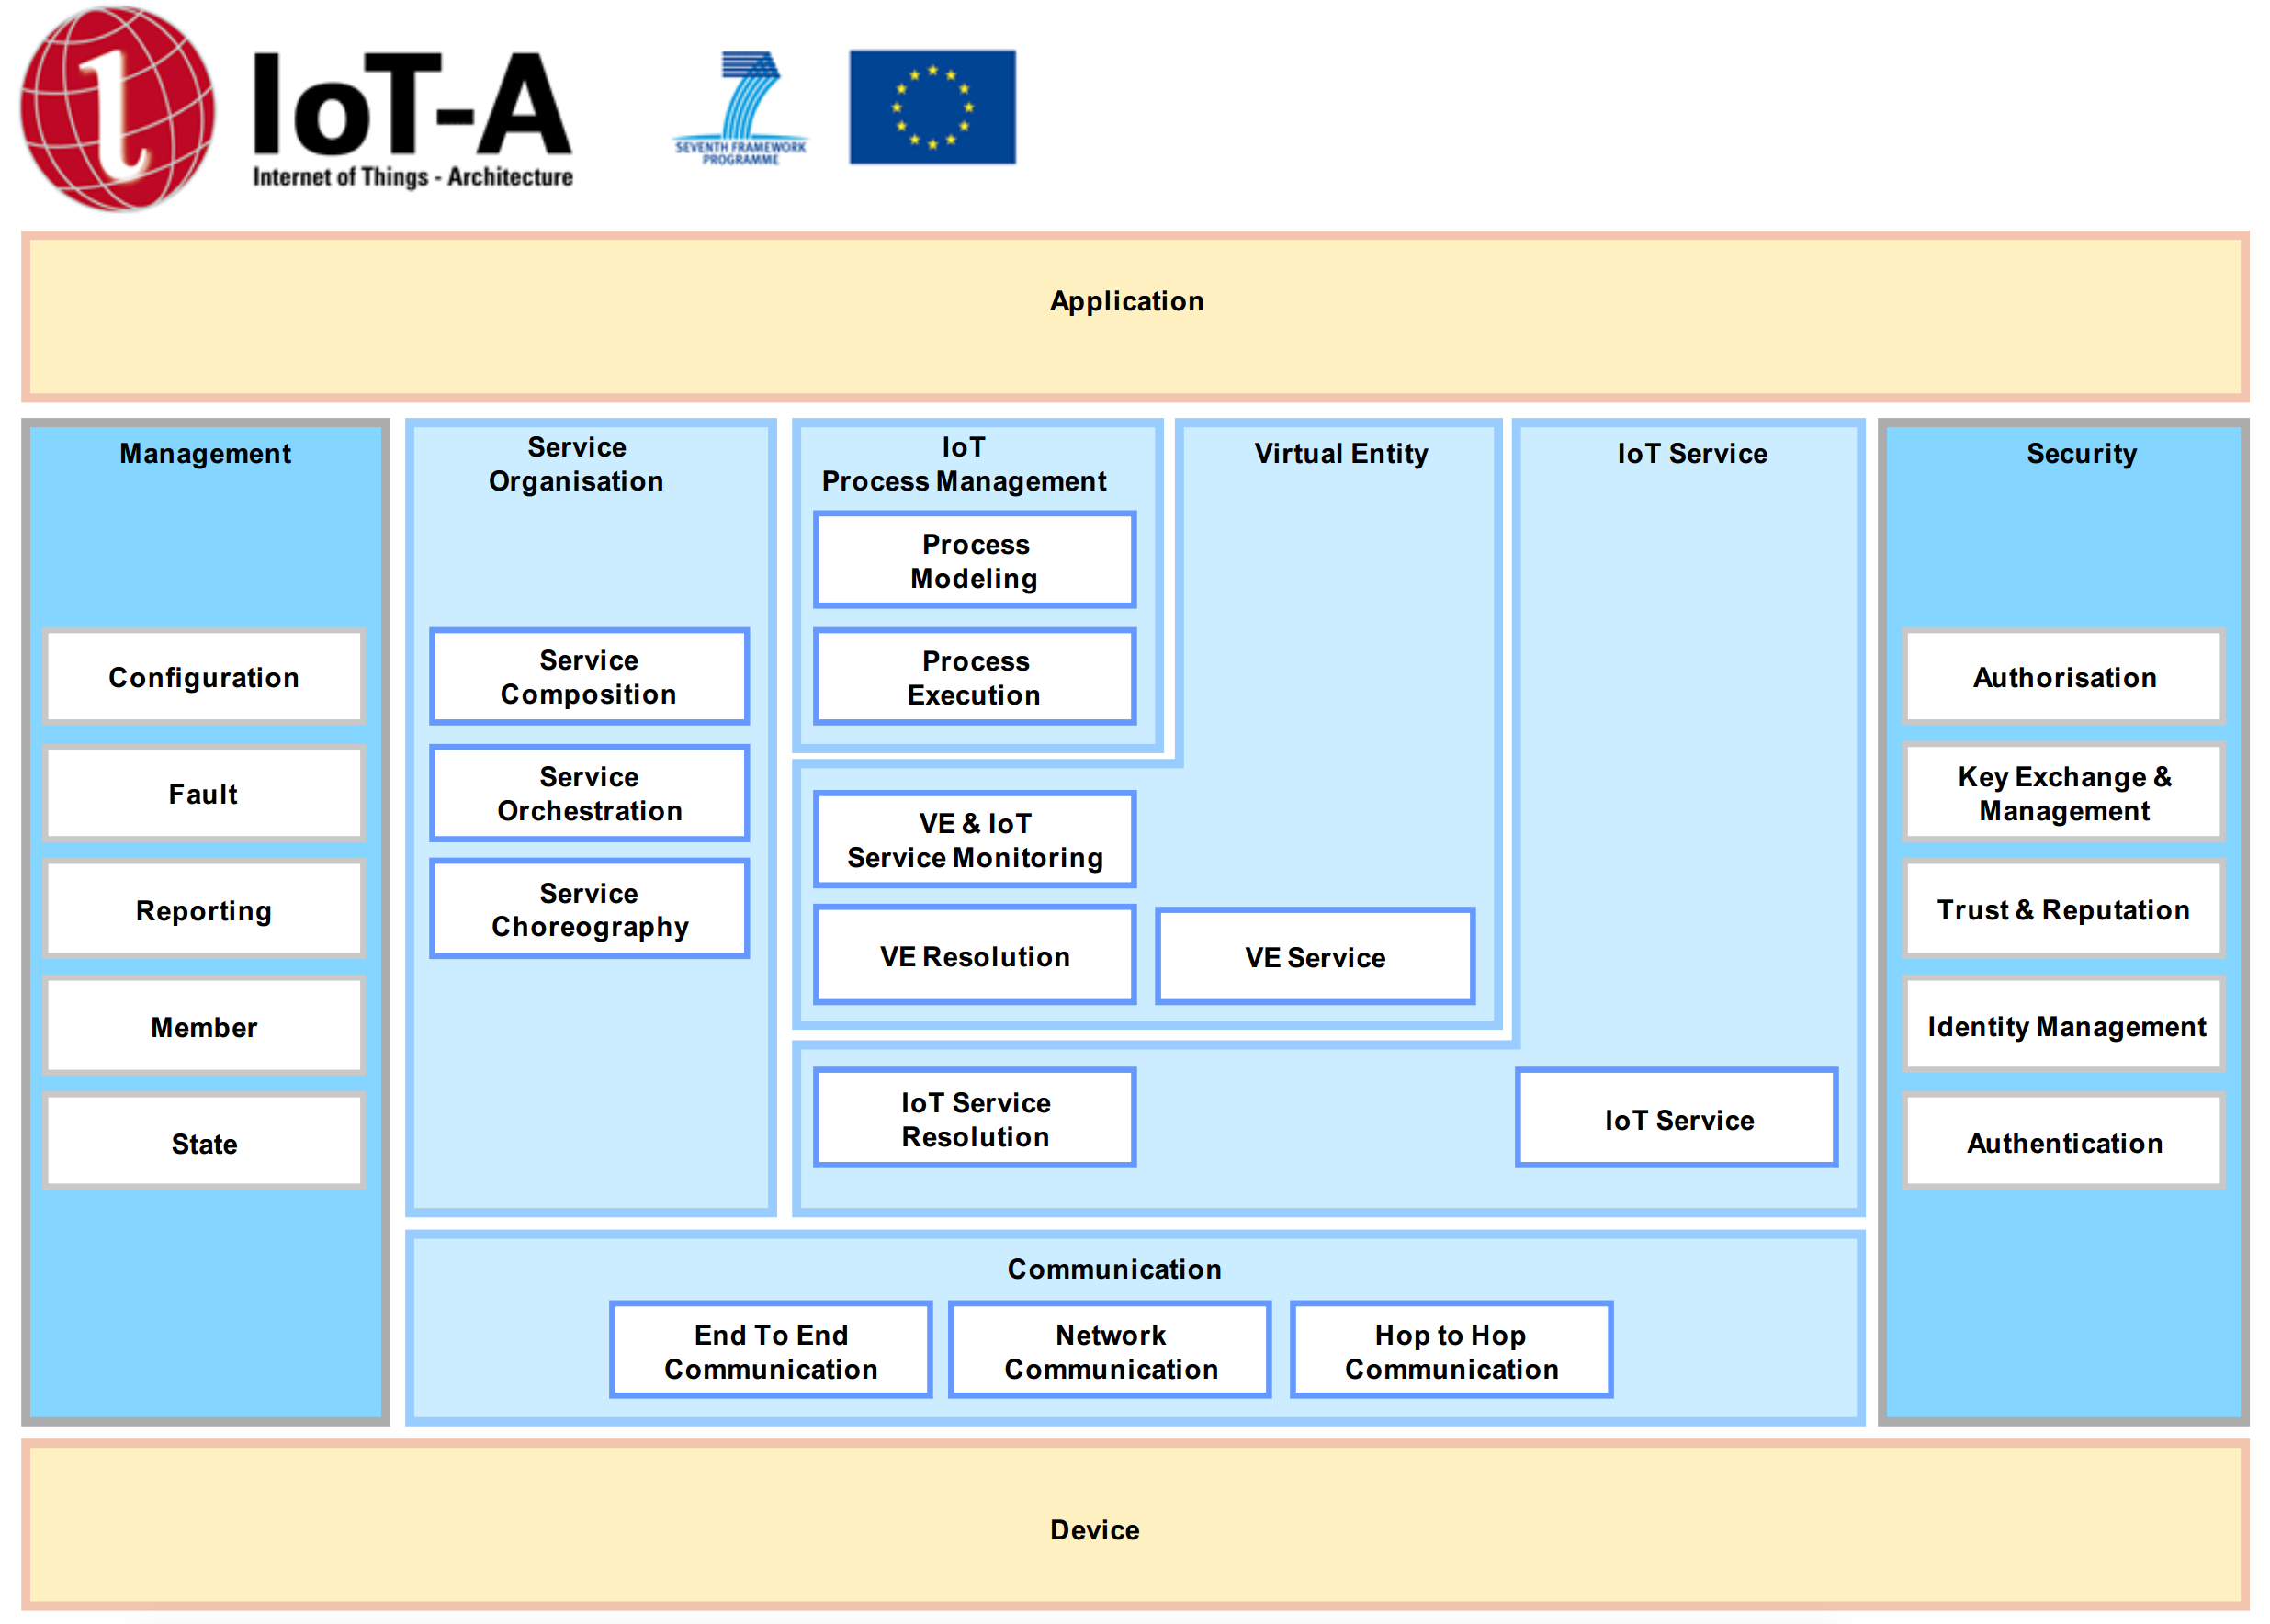 IoT-A
Internet of Things - Architecture
SEVENTH FRAMEWORK
PROGRAMME
Application
Management
Configuration
Fault
Reporting
Member
State
Service
Organisation
Service
Composition
Service
Orchestration
Service
Choreography
IoT
Process Management
Process
Modeling
Process
Execution
Virtual Entity
VE & IoT
Service Monitoring
VE Resolution
VE Service
IoT Service
IoT Service
Resolution
IoT Service
Security
Authorisation
Key Exchange &
Management
Trust & Reputation
Identity Management
Authentication
Communication
End To End
Communication
Network
Communication
Hop to Hop
Communication
Device